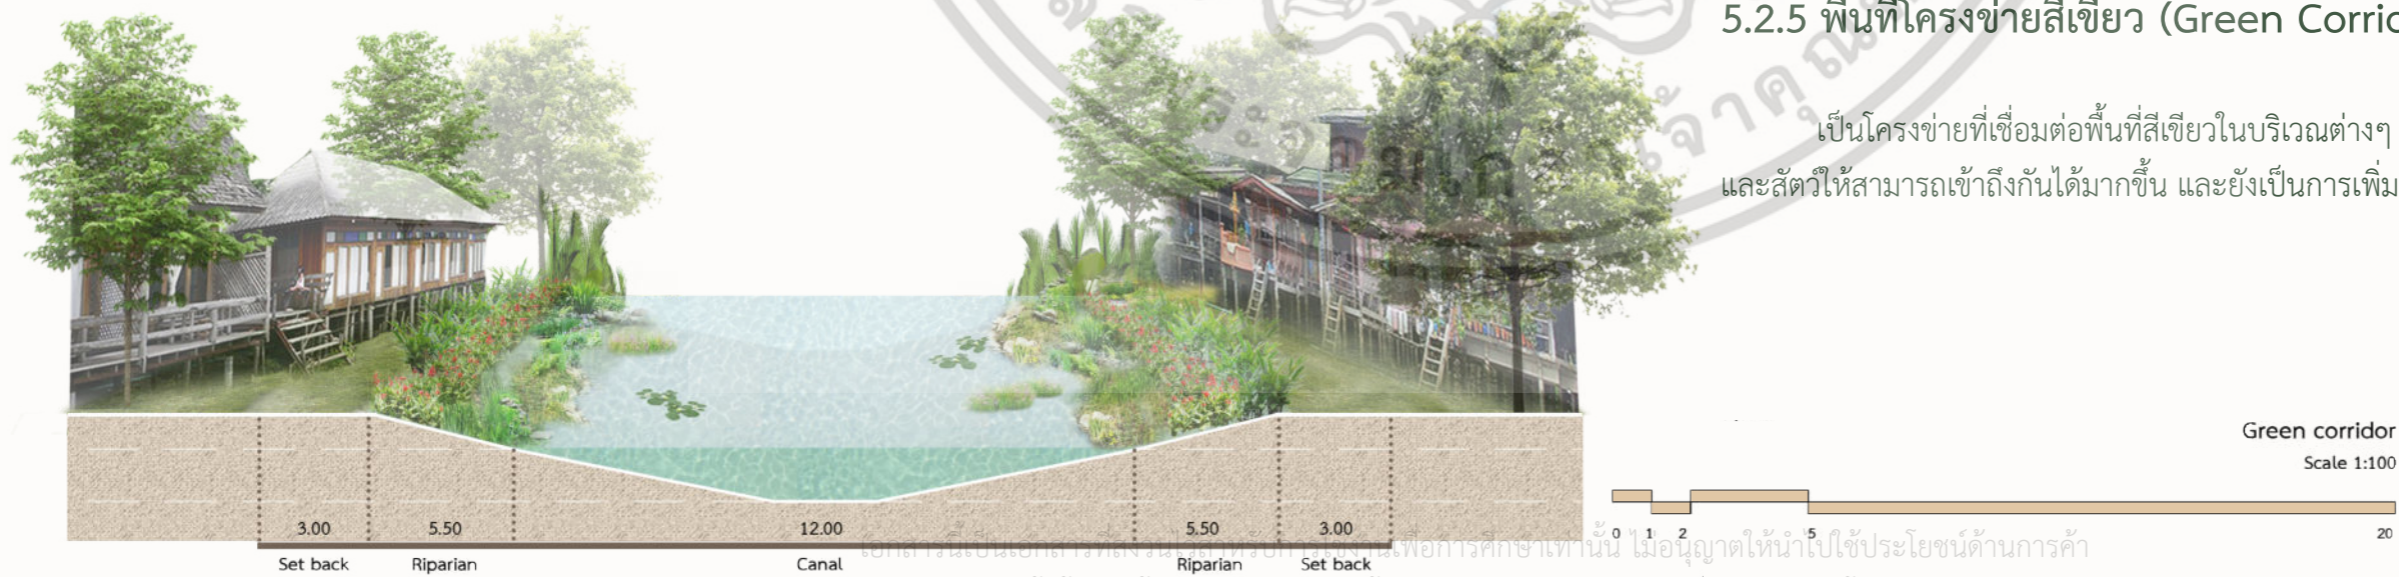 5.2.5 พื้นที่โครงข่ายสีเขียว (Green Corrid
เป็นโครงข่ายที่เชื่อมต่อพื้นที่สีเขียวในบริเวณต่างๆ
และสัตว์ให้สามารถเข้าถึงกันได้มากขึ้น และยังเป็นการเพิ่ม
Green corridor
Scale 1:100
0 1 2 5 20
3.00 5.50 12.00 5.50 3.00
Set back Riparian Canal Riparian Set back
เอกสารนี้เป็นเอกสารที่สงวนไว้สำหรับการใช้งานเพื่อการศึกษาเท่านั้น ไม่อนุญาตให้นำไปใช้ประโยชน์ด้านการค้า
เจ้าคุณ